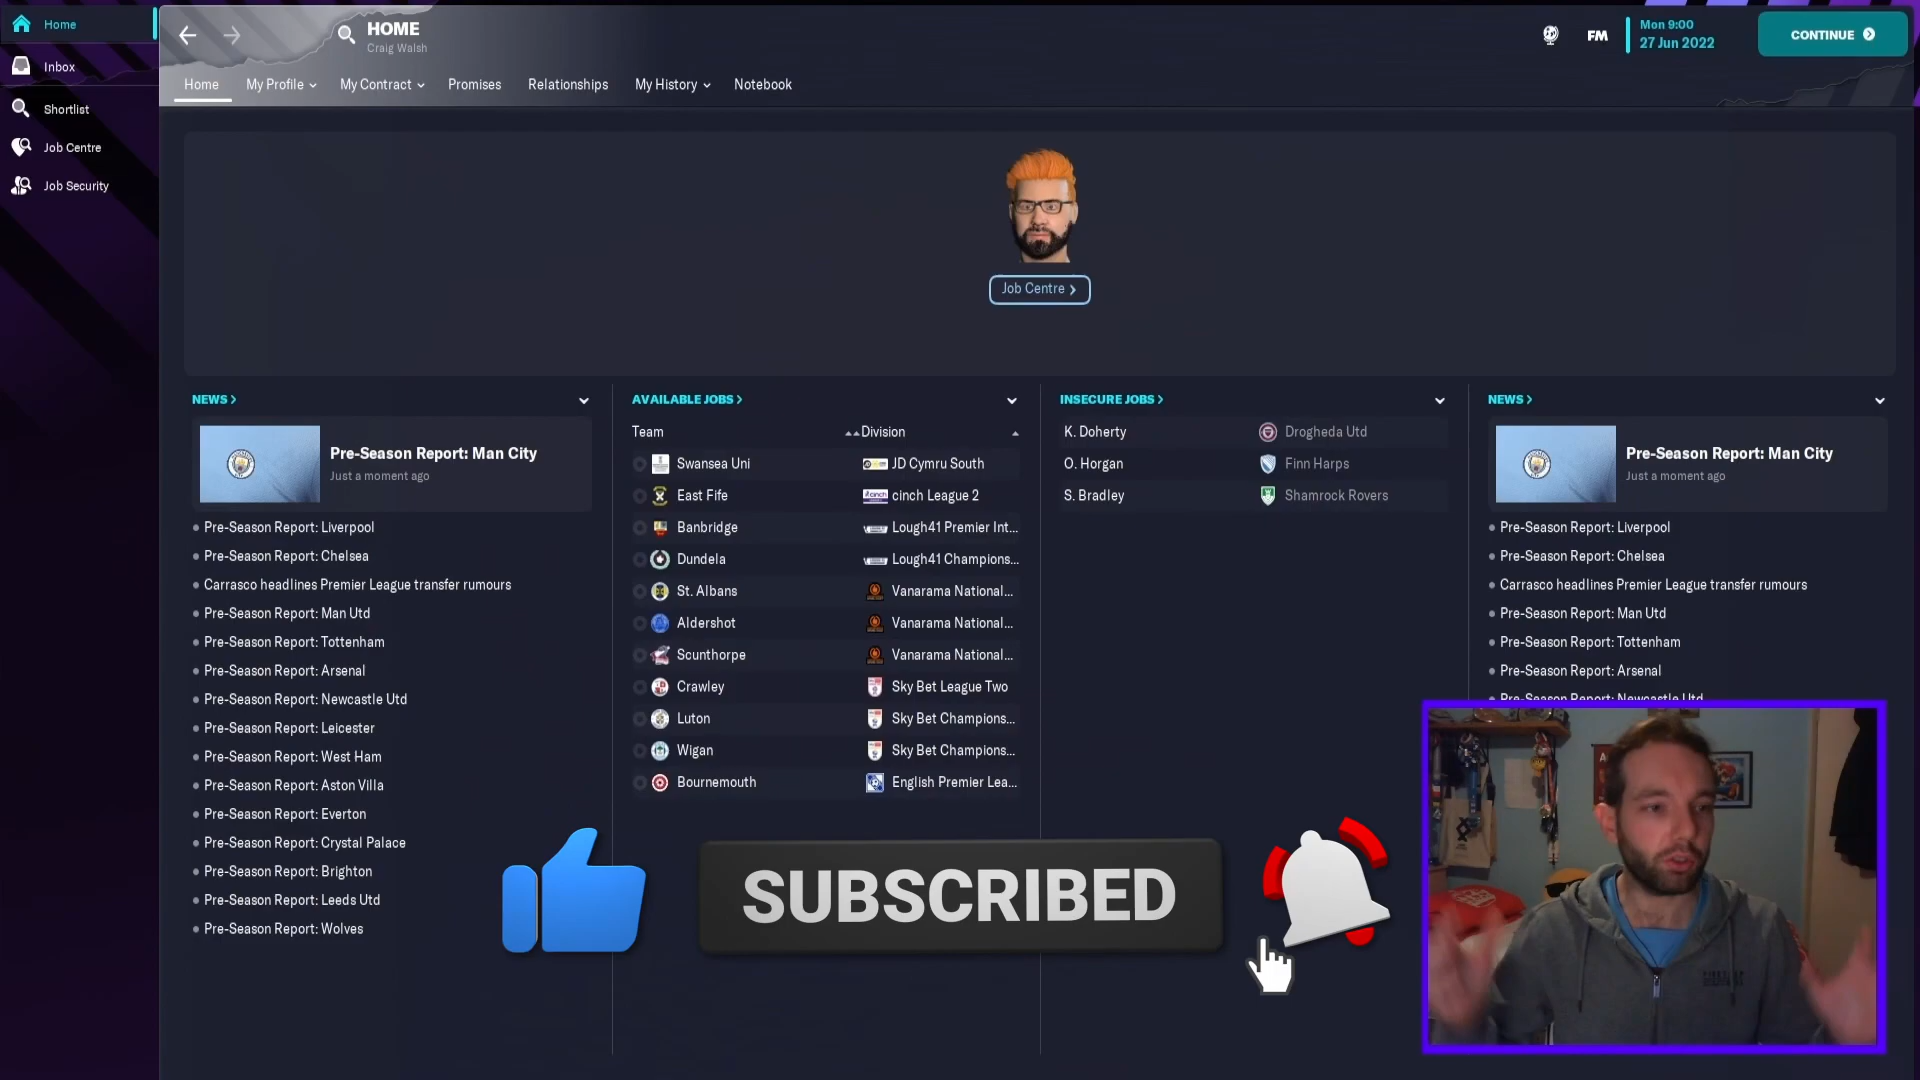 Home
Inbox
Shortlist
Job Centre
Job Security
HOME
Craig Walsh
FM
Mon 9:00
27 Jun 2022
CONTINUE
Home
My Profile
My Contract
Promises
Relationships
My History
Notebook
Job Centre
NEWS
Pre-Season Report: Man City
Just a moment ago
Pre-Season Report: Liverpool
Pre-Season Report: Chelsea
Carrasco headlines Premier League transfer rumours
Pre-Season Report: Man Utd
Pre-Season Report: Tottenham
Pre-Season Report: Arsenal
Pre-Season Report: Newcastle Utd
Pre-Season Report: Leicester
Pre-Season Report: West Ham
Pre-Season Report: Aston Villa
Pre-Season Report: Everton
Pre-Season Report: Crystal Palace
Pre-Season Report: Brighton
Pre-Season Report: Leeds Utd
Pre-Season Report: Wolves
AVAILABLE JOBS
Team Division
Swansea Uni JD Cymru South
East Fife cinch League 2
Banbridge Lough41 Premier Int...
Dundela Lough41 Champions...
St. Albans Vanarama National...
Aldershot Vanarama National...
Scunthorpe Vanarama National...
Crawley Sky Bet League Two
Luton Sky Bet Champions...
Wigan Sky Bet Champions...
Bournemouth English Premier Lea...
INSECURE JOBS
K. Doherty Drogheda Utd
O. Horgan Finn Harps
S. Bradley Shamrock Rovers
NEWS
Pre-Season Report: Man City
Just a moment ago
Pre-Season Report: Liverpool
Pre-Season Report: Chelsea
Carrasco headlines Premier League transfer rumours
Pre-Season Report: Man Utd
Pre-Season Report: Tottenham
Pre-Season Report: Arsenal
Pre-Season Report: Newcastle Utd
SUBSCRIBED